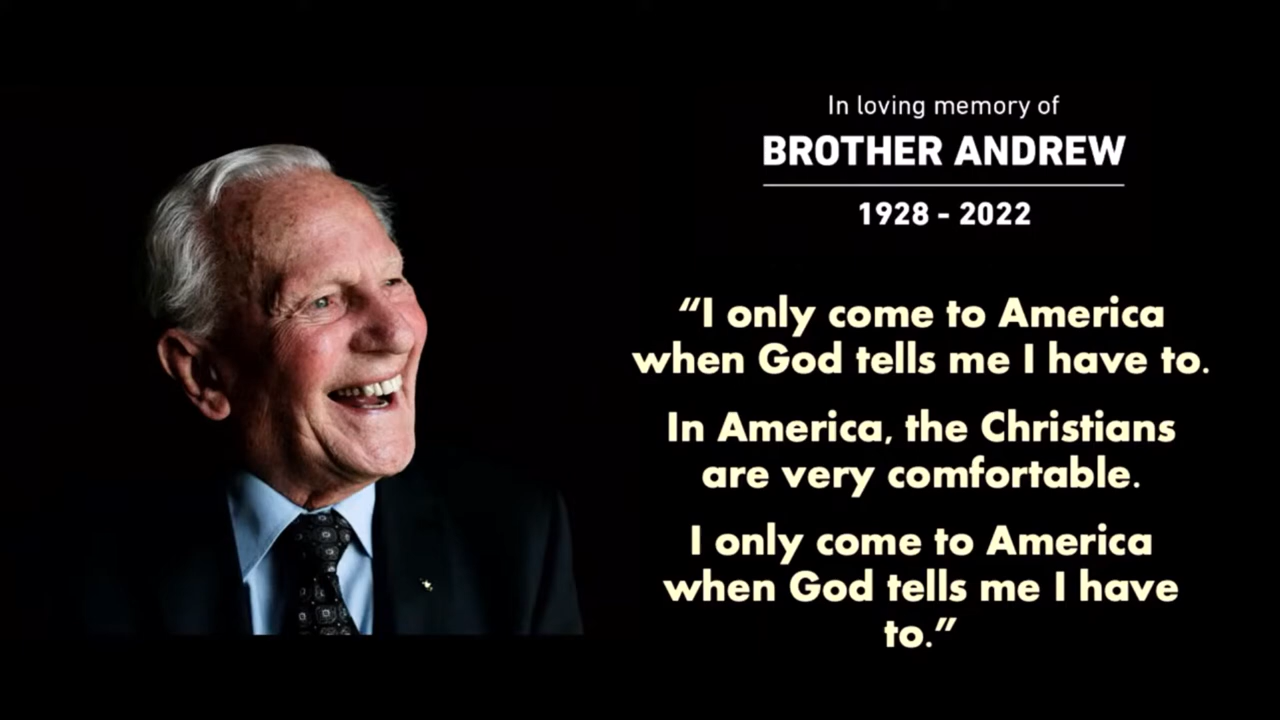 In loving memory of
BROTHER ANDREW
1928 - 2022
“I only come to America
when God tells me I have to.
In America, the Christians
are very comfortable.
I only come to America
when God tells me I have
to.”